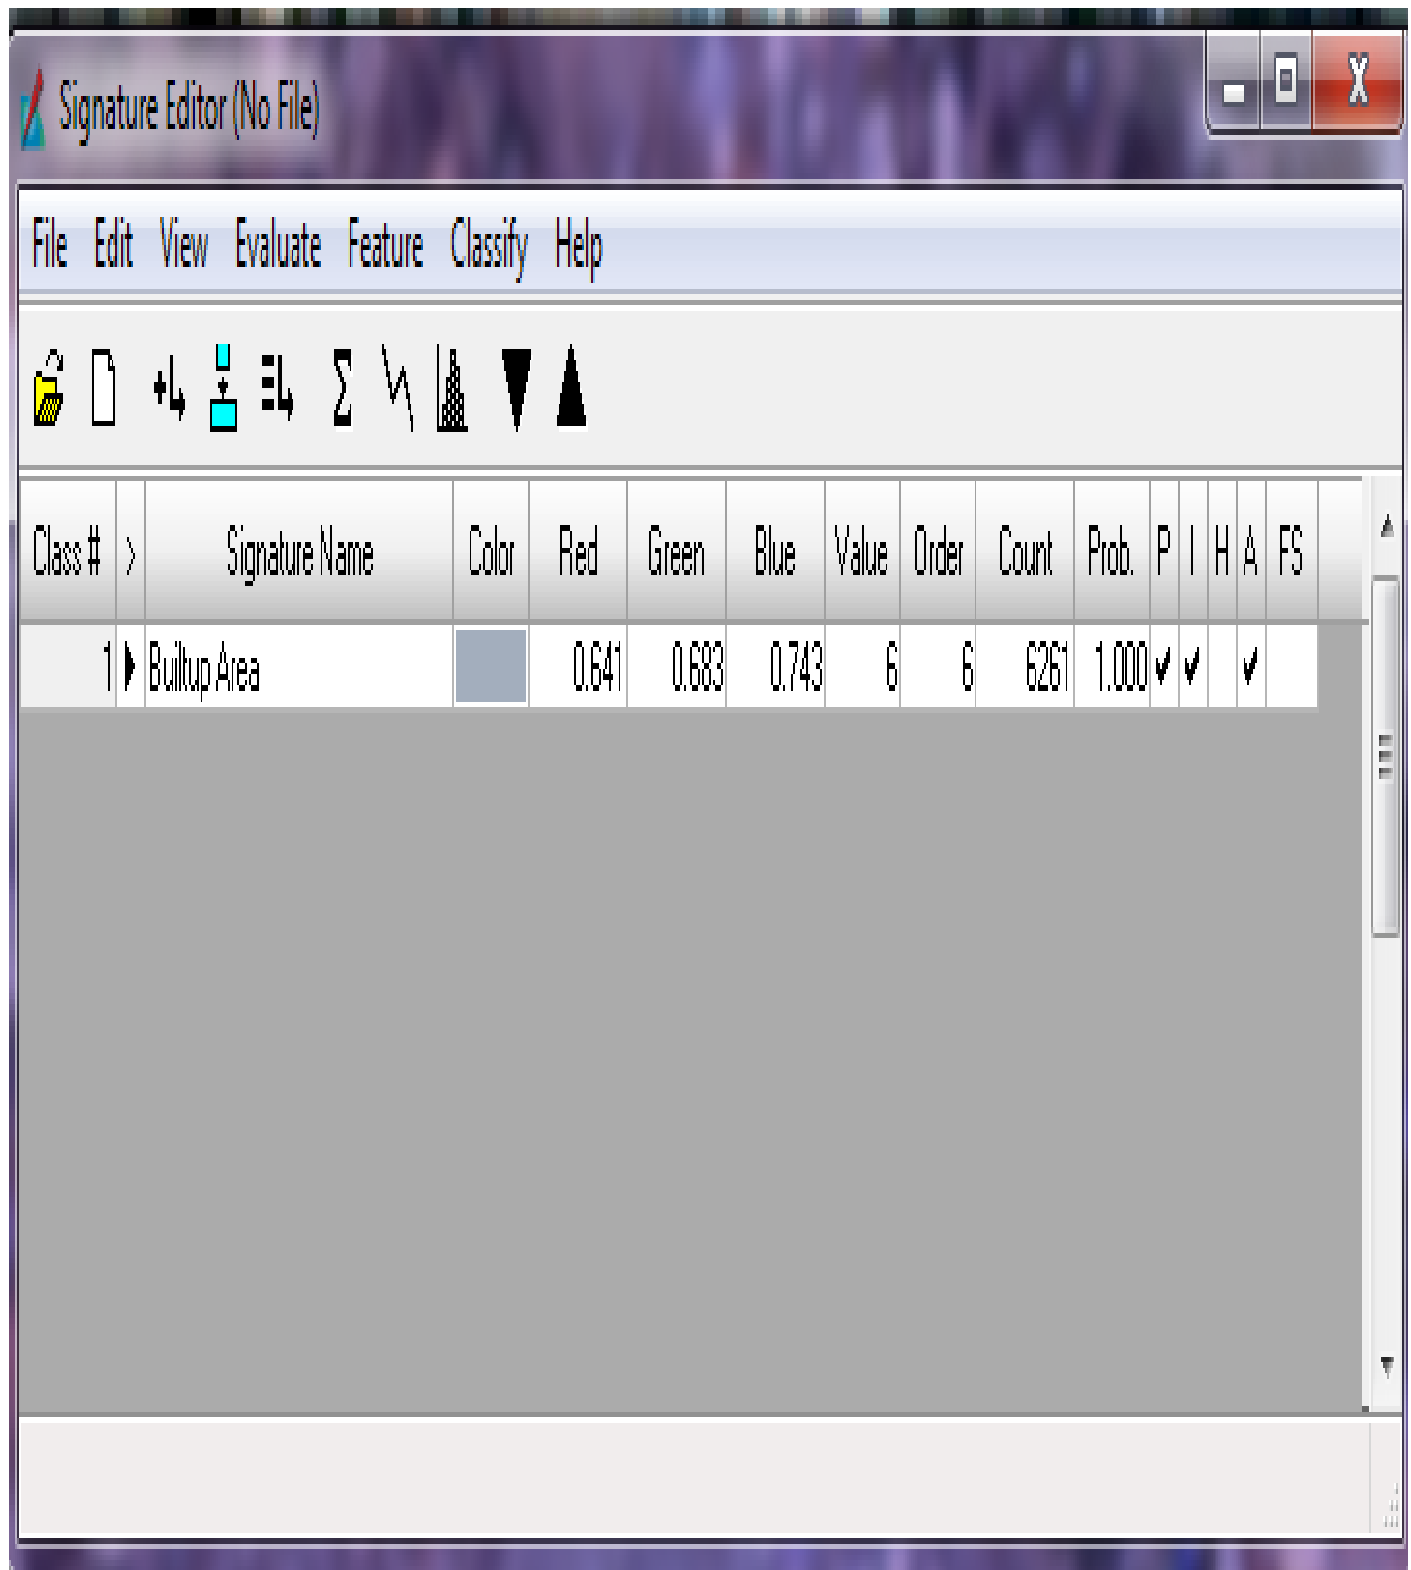 Signature Editor (No File)
File Edit View Evaluate Feature Classify Help
Class # > Signature Name Color Red Green Blue Value Order Count Prob. P I H A FS
1 Builtup Area 0.641 0.683 0.743 6 6 6261 1.000